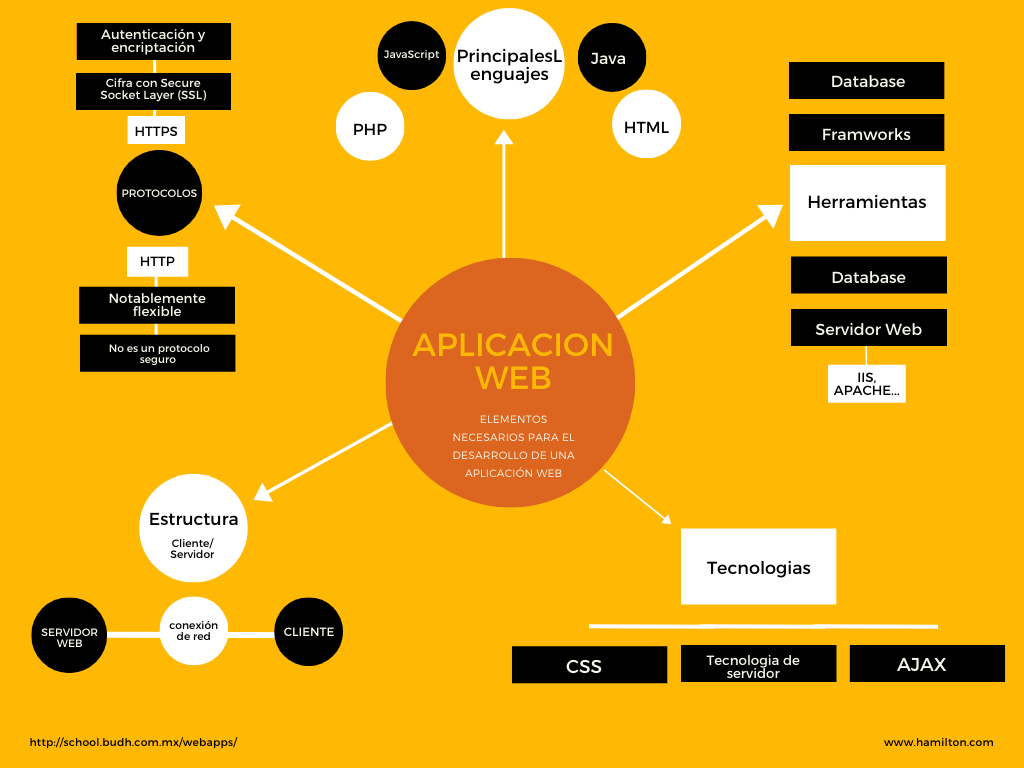 Autenticación y
encriptación
Cifra con Secure
Socket Layer (SSL)
HTTPS
PROTOCOLOS
HTTP
Notablemente
flexible
No es un protocolo
seguro
JavaScript
PrincipalesL
enguajes
Java
PHP
HTML
Database
Framworks
Herramientas
Database
Servidor Web
IIS,
APACHE...
APLICACION
WEB
ELEMENTOS
NECESARIOS PARA EL
DESARROLLO DE UNA
APLICACIÓN WEB
Estructura
Cliente/
Servidor
SERVIDOR
WEB
conexión
de red
CLIENTE
Tecnologias
CSS
Tecnologia de
servidor
AJAX
http://school.budh.com.mx/webapps/
www.hamilton.com